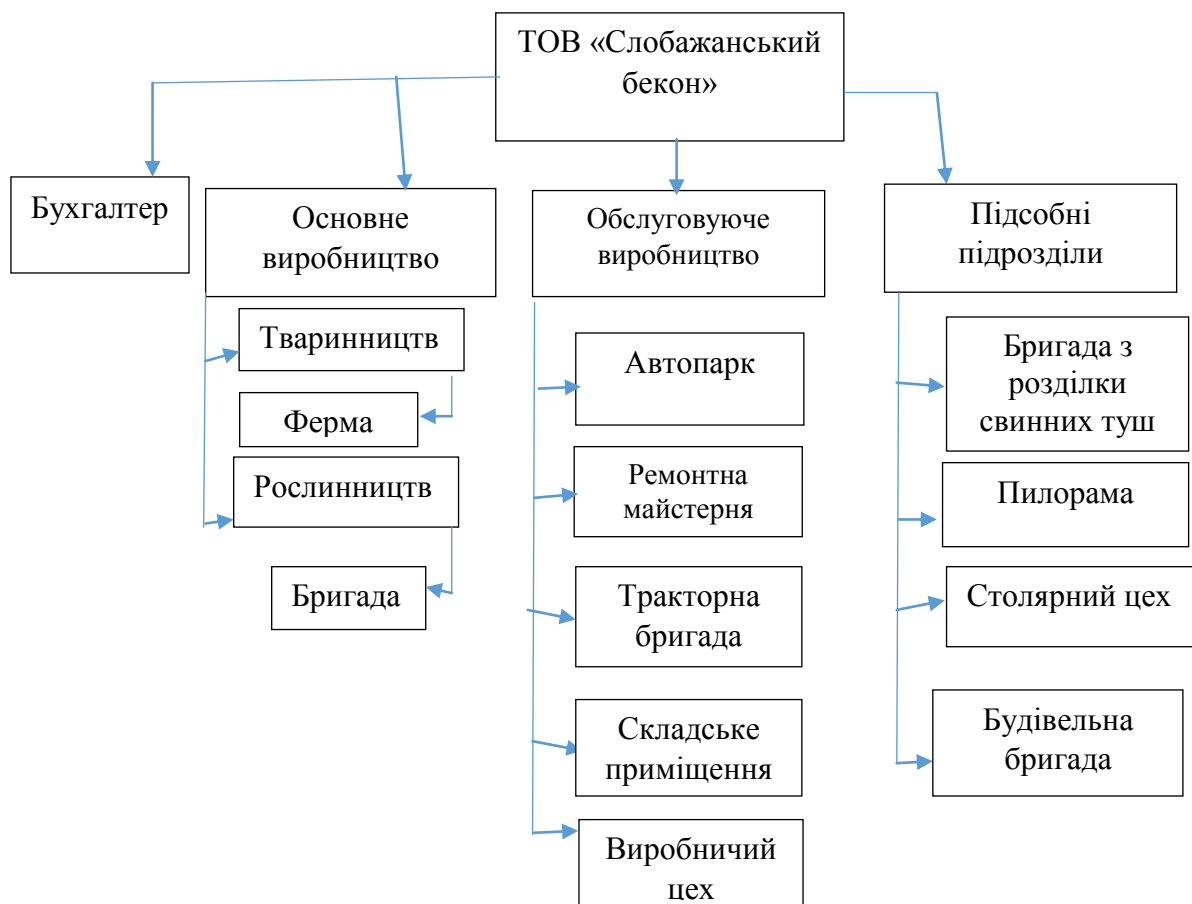 ТОВ «Слобажанський
бекон»
Бухгалтер
Основне
виробництво
Тваринництв
Ферма
Рослинництв
Бригада
Обслуговуюче
виробництво
Автопарк
Ремонтна
майстерня
Тракторна
бригада
Складське
приміщення
Виробничий
цех
Підсобні
підрозділи
Бригада з
розділки
свинних туш
Пилорама
Столярний цех
Будівельна
бригада